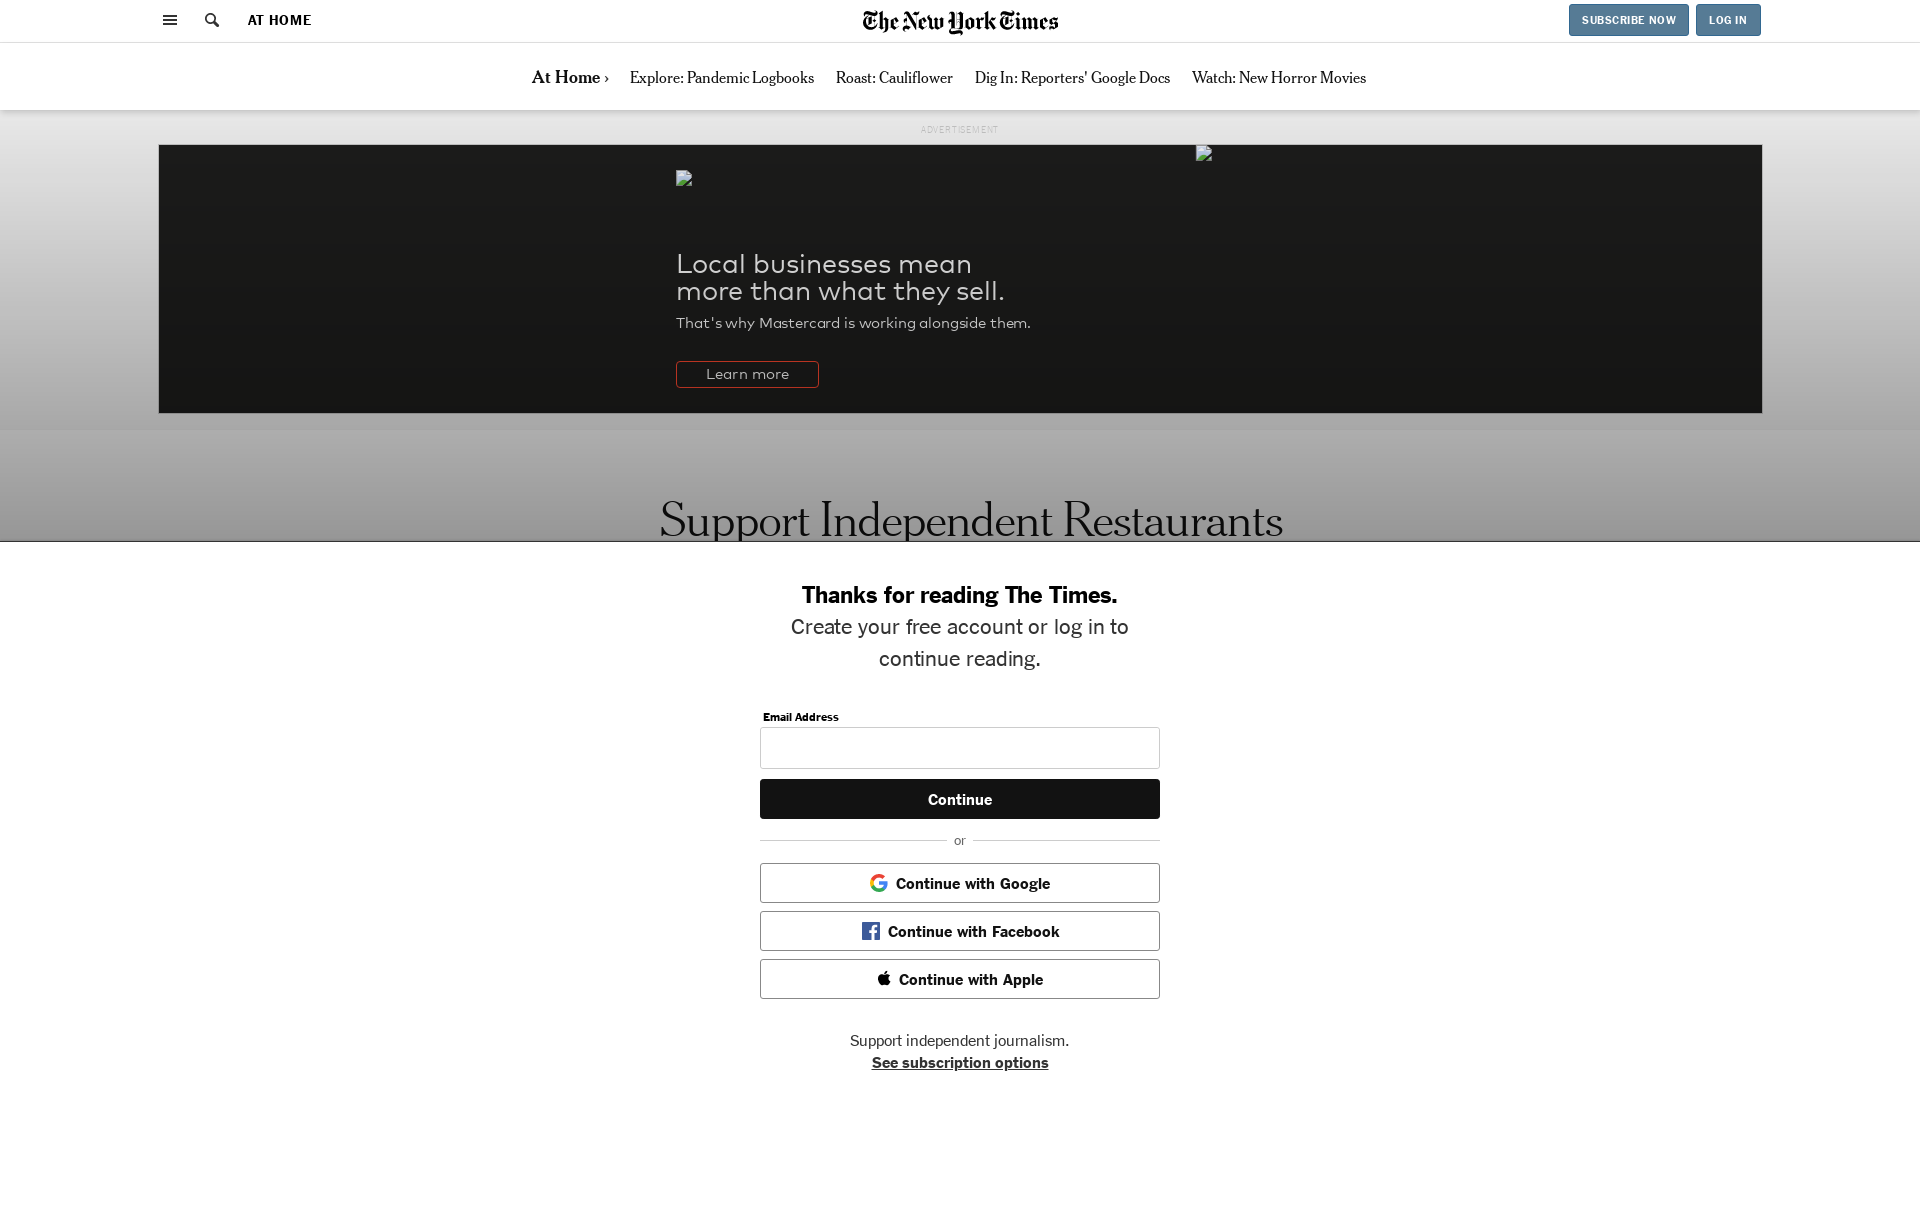 AT HOME
The New York Times
SUBSCRIBE NOW
LOG IN
At Home ›
Explore: Pandemic Logbooks
Roast: Cauliflower
Dig In: Reporters' Google Docs
Watch: New Horror Movies
ADVERTISEMENT
Local businesses mean
more than what they sell.
That's why Mastercard is working alongside them.
Learn more
Support Independent Restaurants
Thanks for reading The Times.
Create your free account or log in to
continue reading.
Email Address
Continue
or
Continue with Google
Continue with Facebook
Continue with Apple
Support independent journalism.
See subscription options